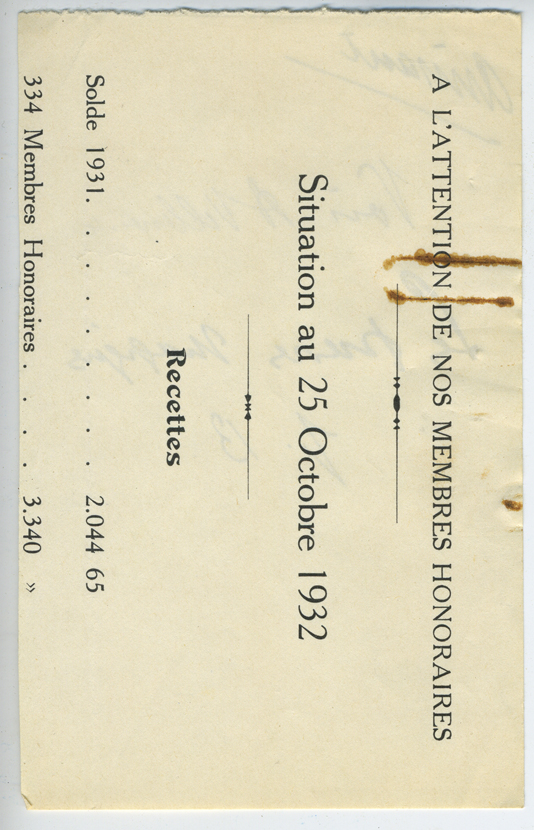 A L'ATTENTION DE NOS MEMBRES HONORAIRES
Situation au 25 Octobre 1932
Recettes
Solde 1931. . . . . . . . 2.044 65
334 Membres Honoraires . . . . 3.340 »